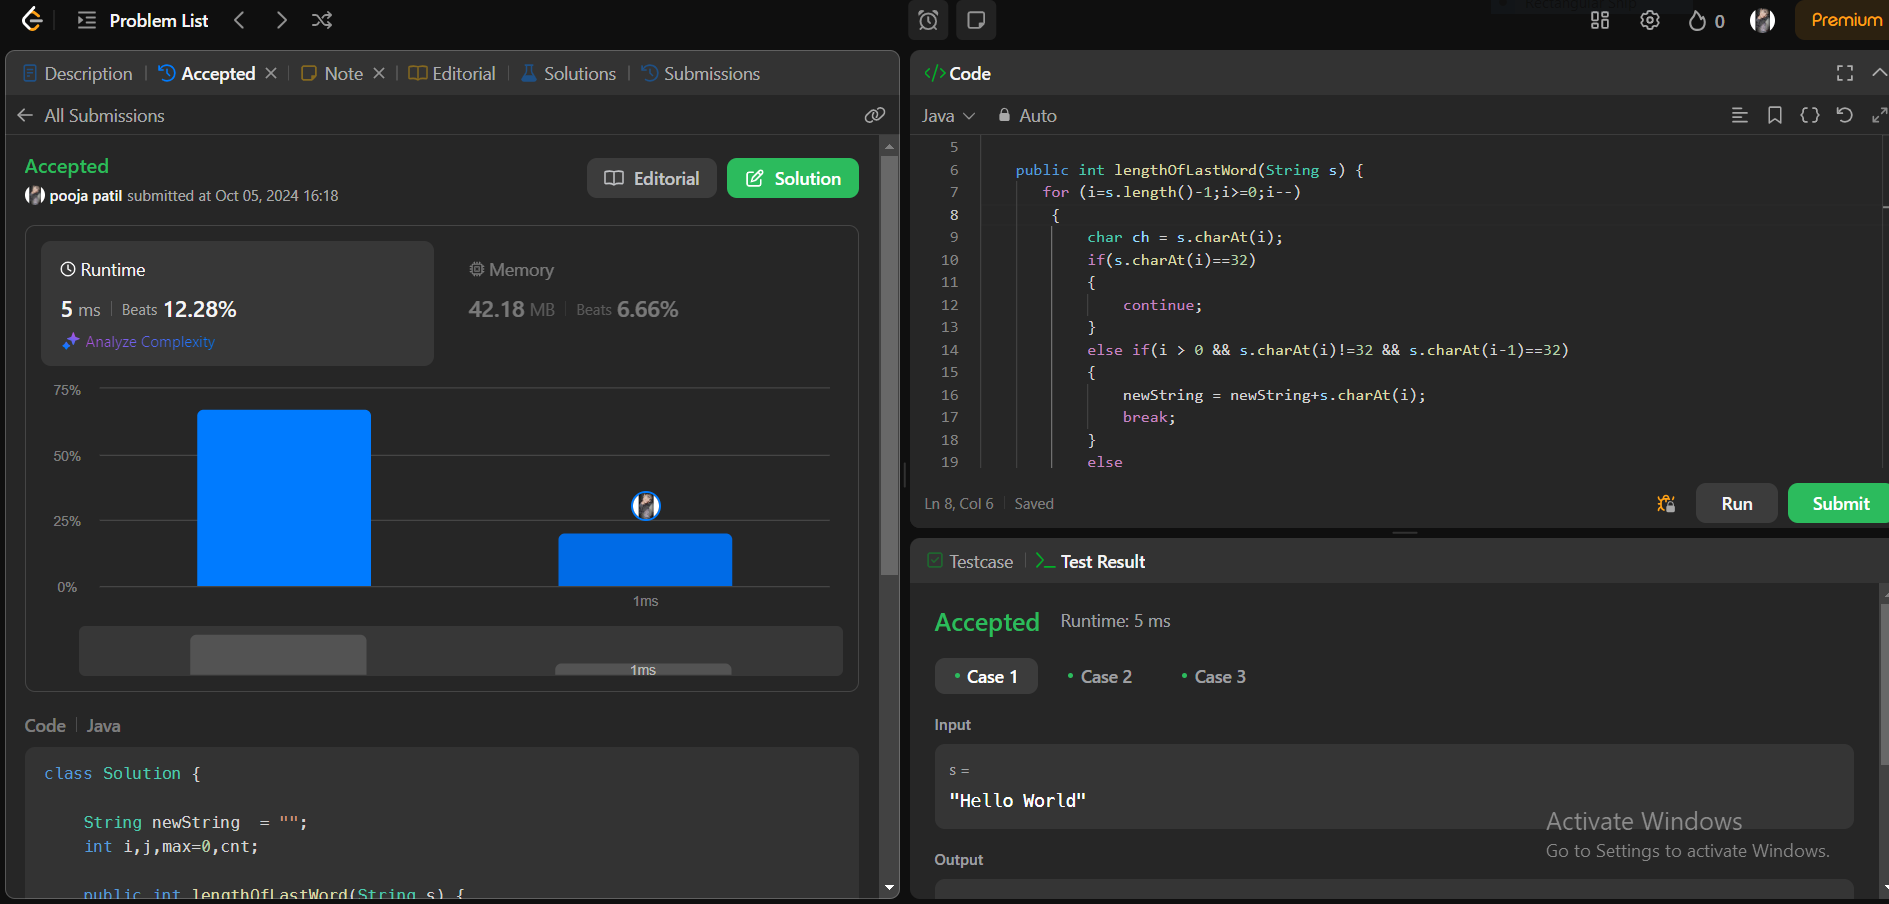 Problem List
0
Premium
Description
Accepted
Note
Editorial
Solutions
Submissions
All Submissions
Accepted
pooja patil submitted at Oct 05, 2024 16:18
Editorial
Solution
Runtime
5 ms
Beats 12.28%
Analyze Complexity
Memory
42.18 MB
Beats 6.66%
75%
50%
25%
0%
1ms
1ms
Code
Java
class Solution {
String newString  = "";
int i,j,max=0,cnt;
public int lengthOfLastWord(String s) {
</> Code
Java
Auto
5
6 public int lengthOfLastWord(String s) {
7 for (i=s.length()-1;i>=0;i--)
8 {
9 char ch = s.charAt(i);
10 if(s.charAt(i)==32)
11 {
12 continue;
13 }
14 else if(i > 0 && s.charAt(i)!=32 && s.charAt(i-1)==32)
15 {
16 newString = newString+s.charAt(i);
17 break;
18 }
19 else
Ln 8, Col 6
Saved
Run
Submit
Testcase
Test Result
Accepted
Runtime: 5 ms
Case 1
Case 2
Case 3
Input
s =
"Hello World"
Output
Activate Windows
Go to Settings to activate Windows.